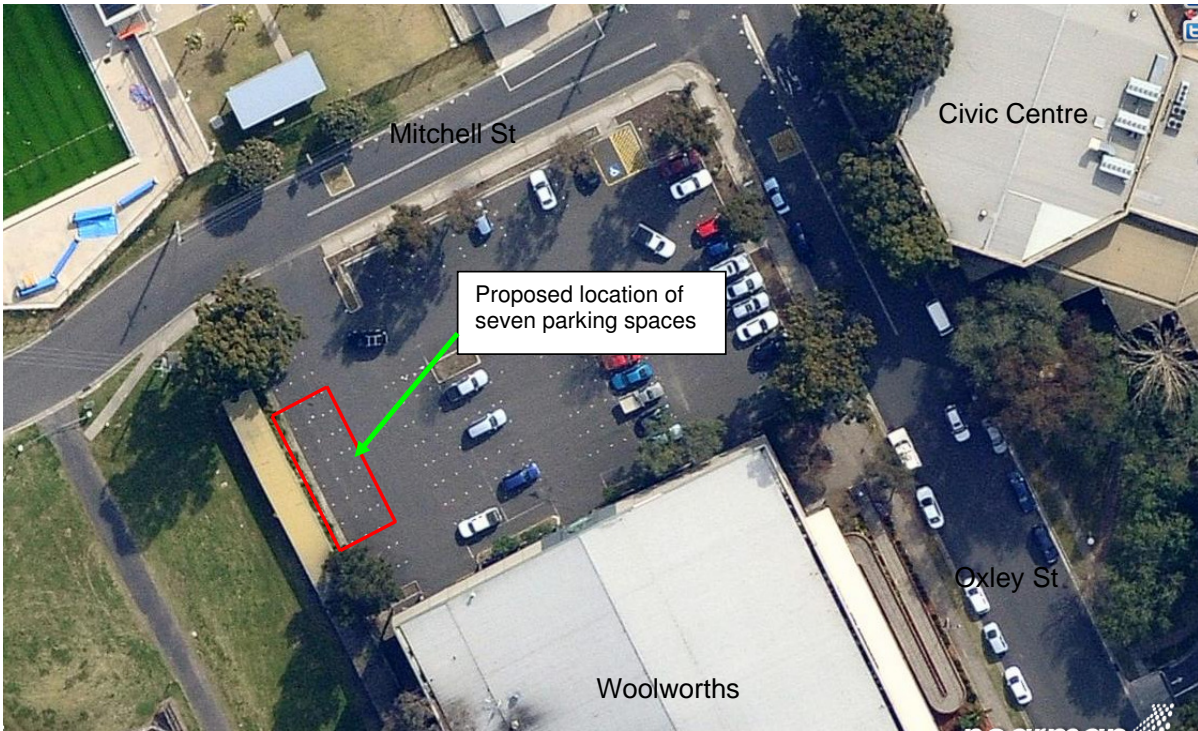 Mitchell St
Civic Centre
Proposed location of
seven parking spaces
Oxley St
Woolworths